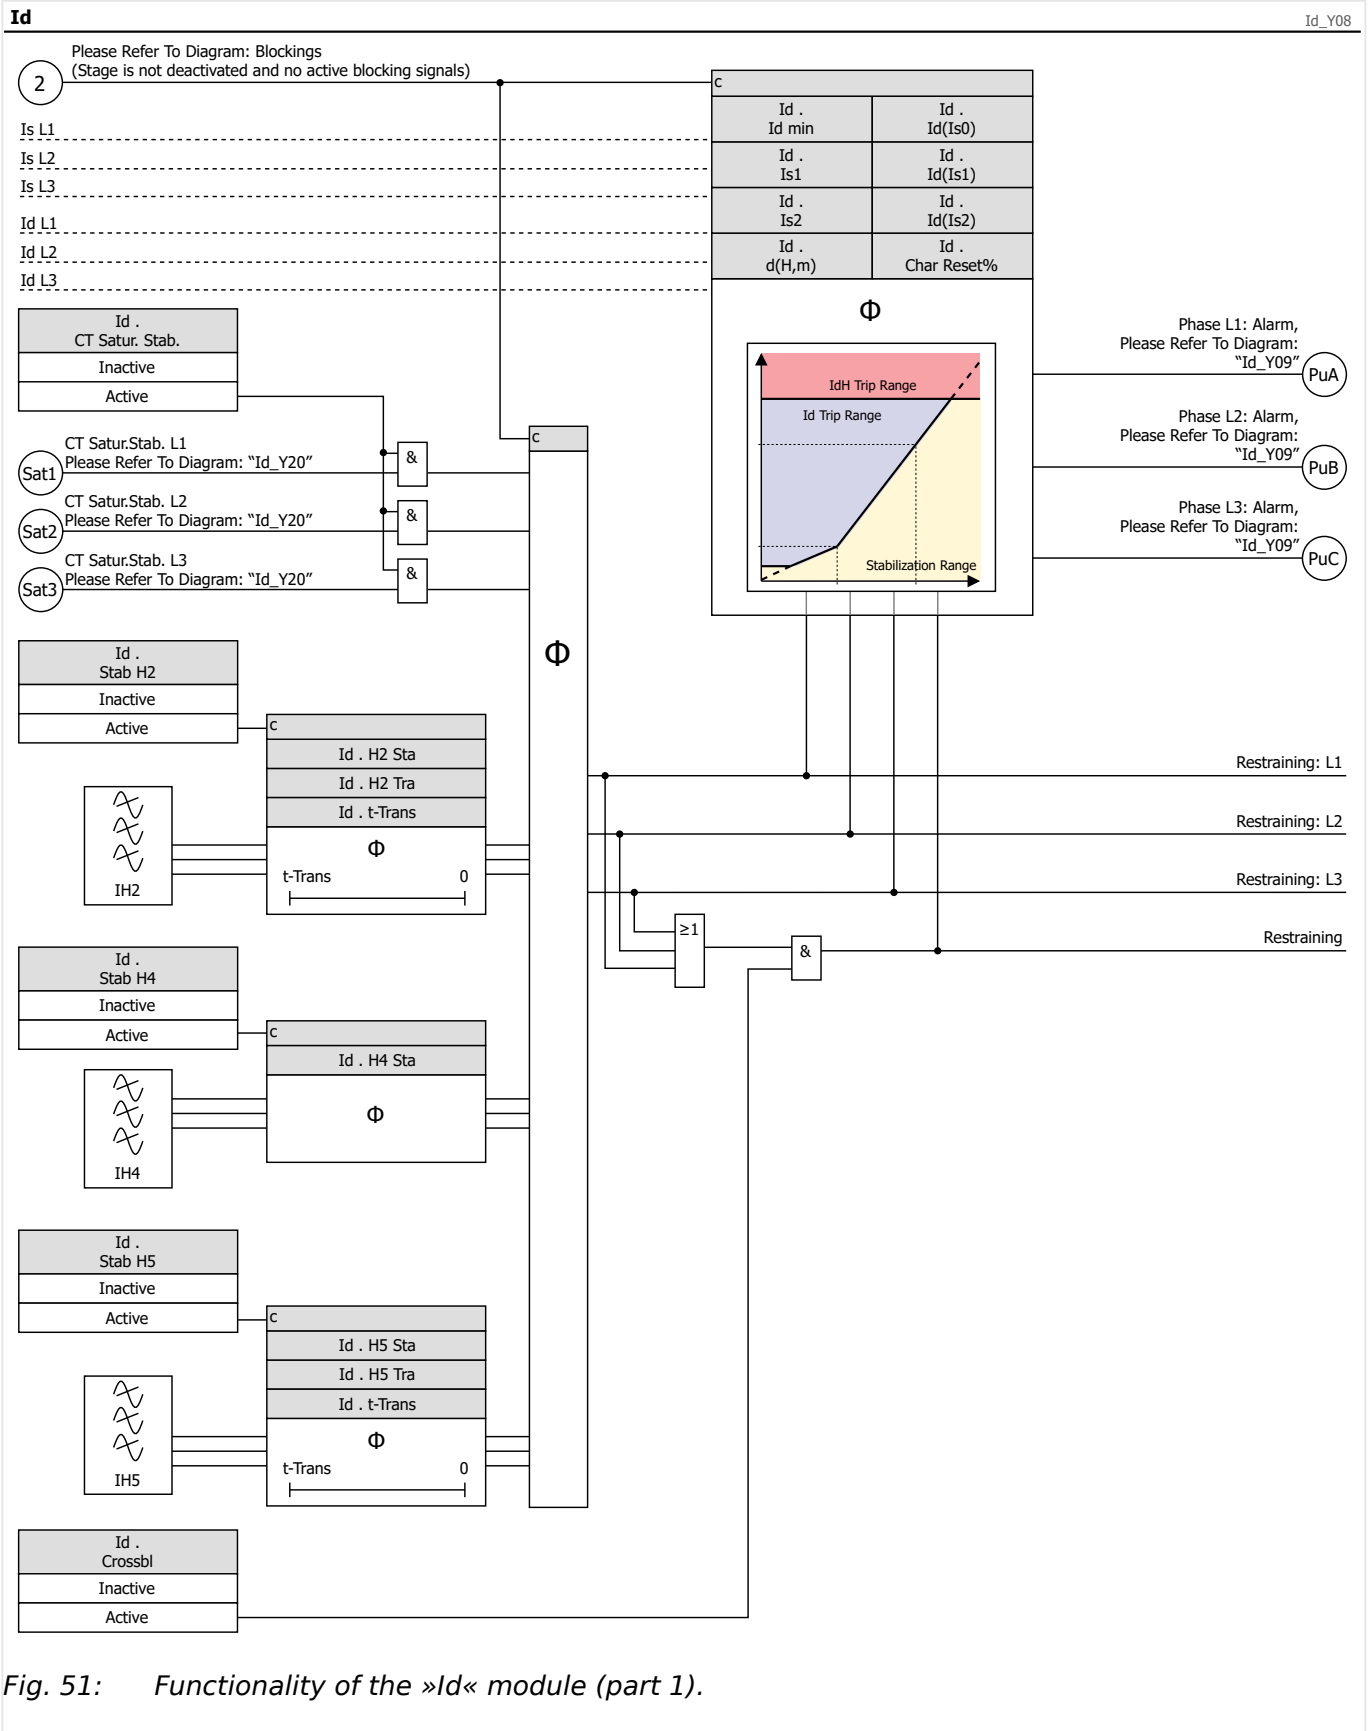 Id
Id_Y08
Please Refer To Diagram: Blockings
(Stage is not deactivated and no active blocking signals)
2
c
Id .
Id min
Id .
Id(Is0)
Id .
Is1
Id .
Id(Is1)
Id .
Is2
Id .
Id(Is2)
Id .
d(H,m)
Id .
Char Reset%
Φ
Is L1
Is L2
Is L3
Id L1
Id L2
Id L3
IdH Trip Range
Id Trip Range
Stabilization Range
Phase L1: Alarm,
Please Refer To Diagram:
“Id_Y09”
PuA
Phase L2: Alarm,
Please Refer To Diagram:
“Id_Y09”
PuB
Phase L3: Alarm,
Please Refer To Diagram:
“Id_Y09”
PuC
Id .
CT Satur. Stab.
Inactive
Active
CT Satur.Stab. L1
Please Refer To Diagram: “Id_Y20”
Sat1
&
CT Satur.Stab. L2
Please Refer To Diagram: “Id_Y20”
Sat2
&
CT Satur.Stab. L3
Please Refer To Diagram: “Id_Y20”
Sat3
&
c
Φ
Id .
Stab H2
Inactive
Active
c
Id . H2 Sta
Id . H2 Tra
Id . t-Trans
Φ
t-Trans 0
IH2
Restraining: L1
Restraining: L2
Restraining: L3
≥1
&
Restraining
Id .
Stab H4
Inactive
Active
c
Id . H4 Sta
Φ
IH4
Id .
Stab H5
Inactive
Active
c
Id . H5 Sta
Id . H5 Tra
Id . t-Trans
Φ
t-Trans 0
IH5
Id .
Crossbl
Inactive
Active
Fig. 51: Functionality of the »Id« module (part 1).